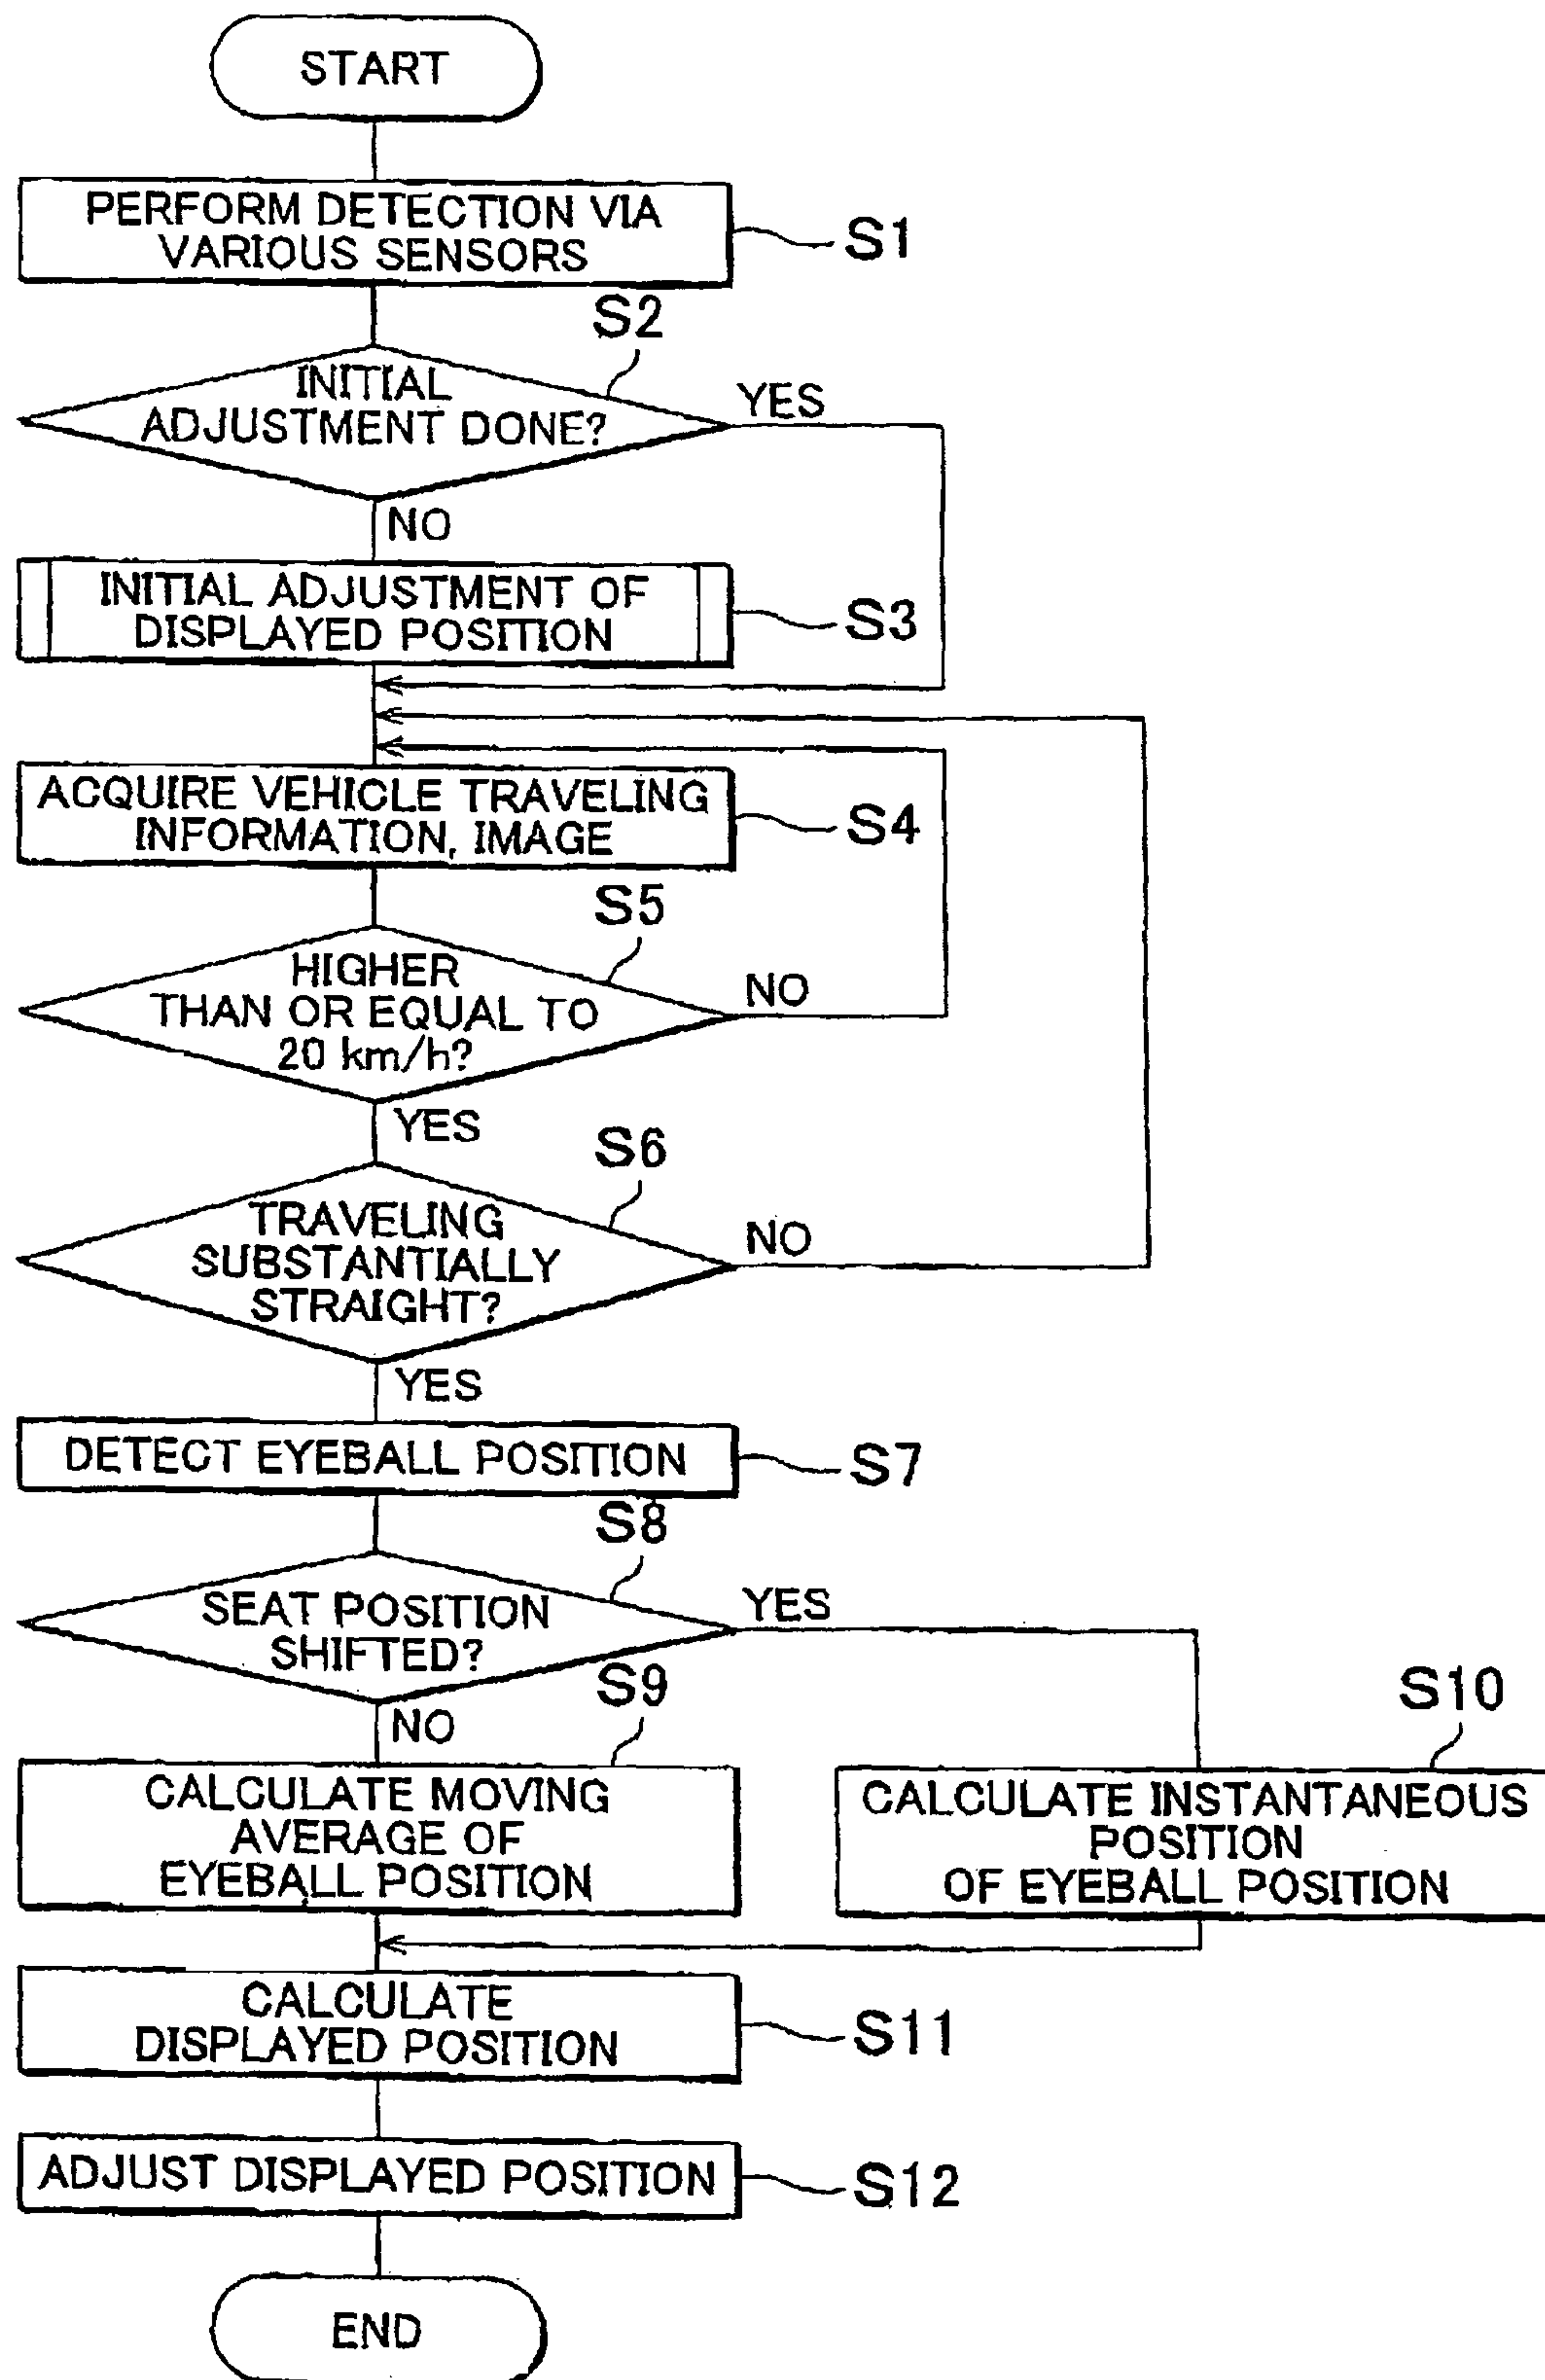 START
PERFORM DETECTION VIA
VARIOUS SENSORS
S1
S2
INITIAL
ADJUSTMENT DONE?
YES
NO
INITIAL ADJUSTMENT OF
DISPLAYED POSITION
S3
ACQUIRE VEHICLE TRAVELING
INFORMATION, IMAGE
S4
S5
HIGHER
THAN OR EQUAL TO
20 km/h?
NO
YES
S6
TRAVELING
SUBSTANTIALLY
STRAIGHT?
NO
YES
DETECT EYEBALL POSITION
S7
S8
SEAT POSITION
SHIFTED?
YES
NO
S9
CALCULATE MOVING
AVERAGE OF
EYEBALL POSITION
S10
CALCULATE INSTANTANEOUS
POSITION
OF EYEBALL POSITION
CALCULATE
DISPLAYED POSITION
S11
ADJUST DISPLAYED POSITION
S12
END